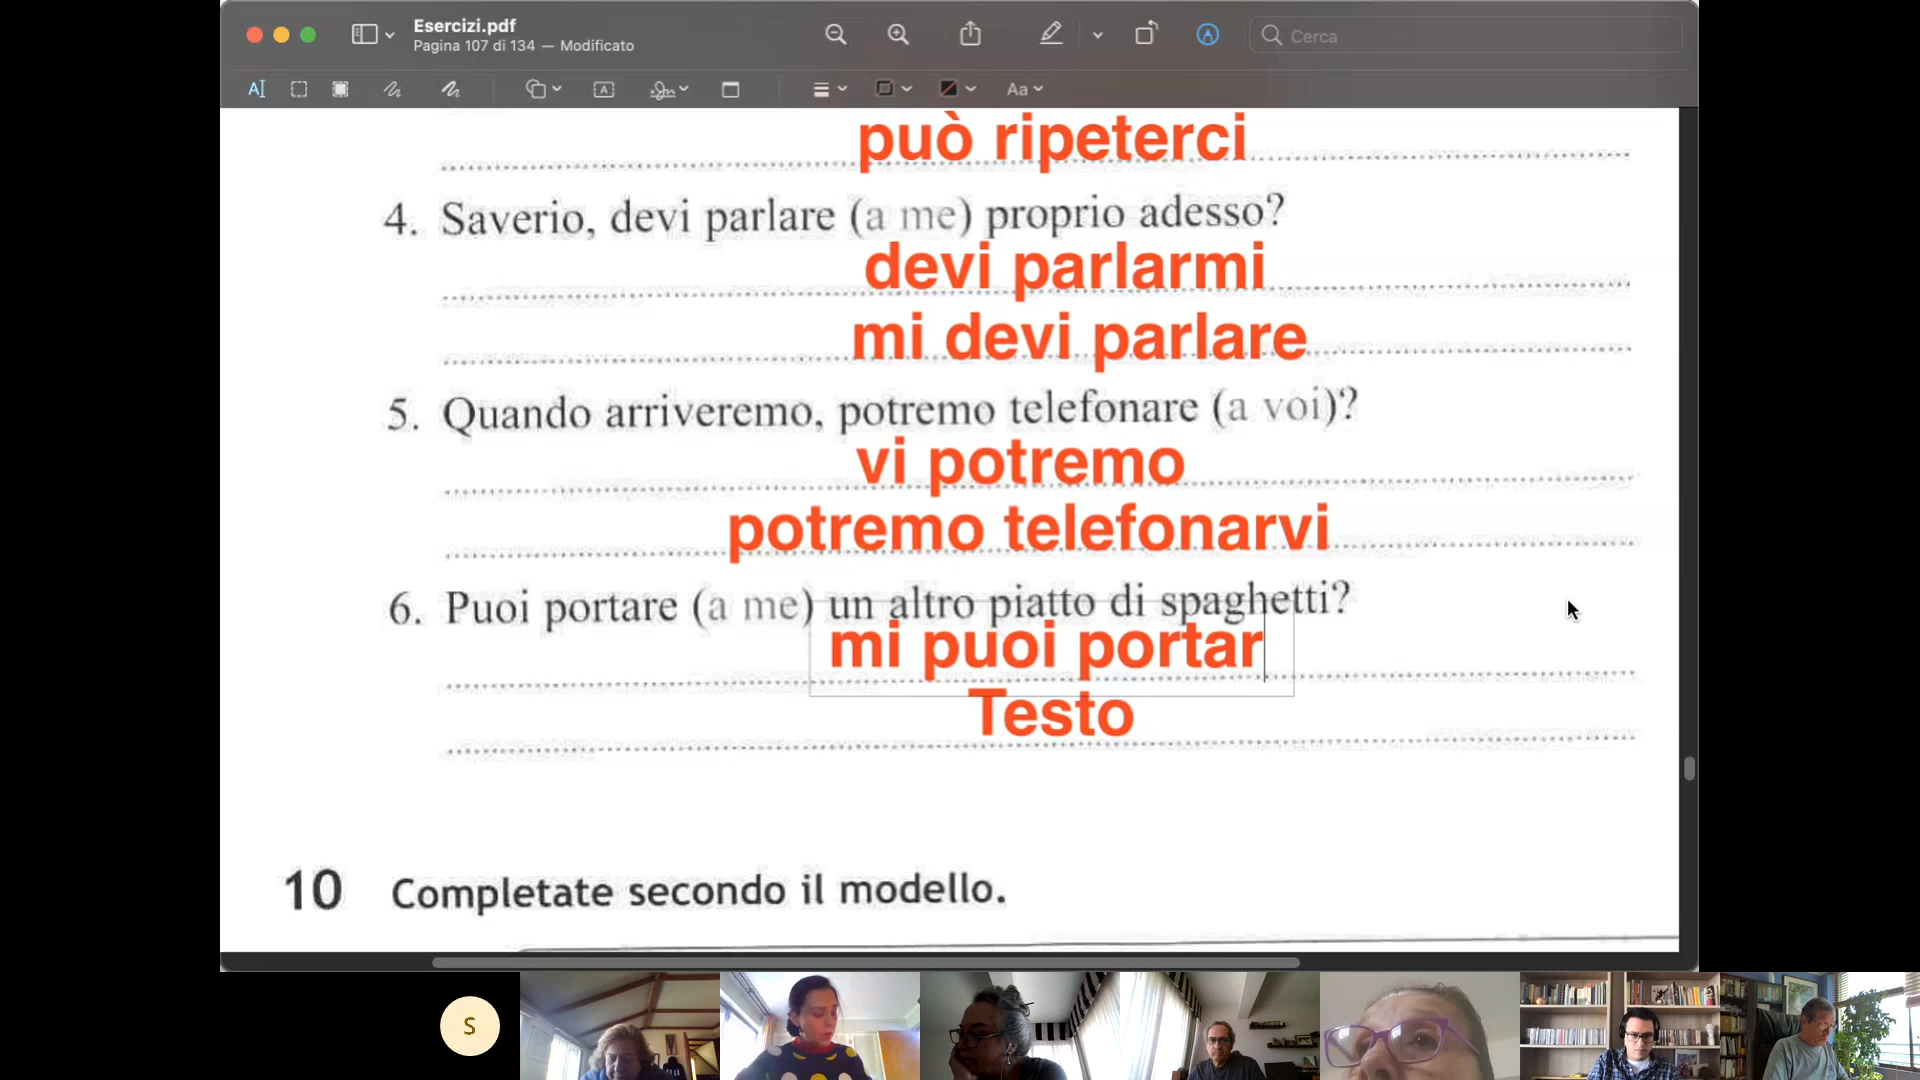 Esercizi.pdf
Pagina 107 di 134 — Modificato
Cerca
Aa
può ripeterci
4. Saverio, devi parlare (a me) proprio adesso?
devi parlarmi
mi devi parlare
5. Quando arriveremo, potremo telefonare (a voi)?
vi potremo
potremo telefonarvi
6. Puoi portare (a me) un altro piatto di spaghetti?
mi puoi portar
Testo
10 Completate secondo il modello.
S